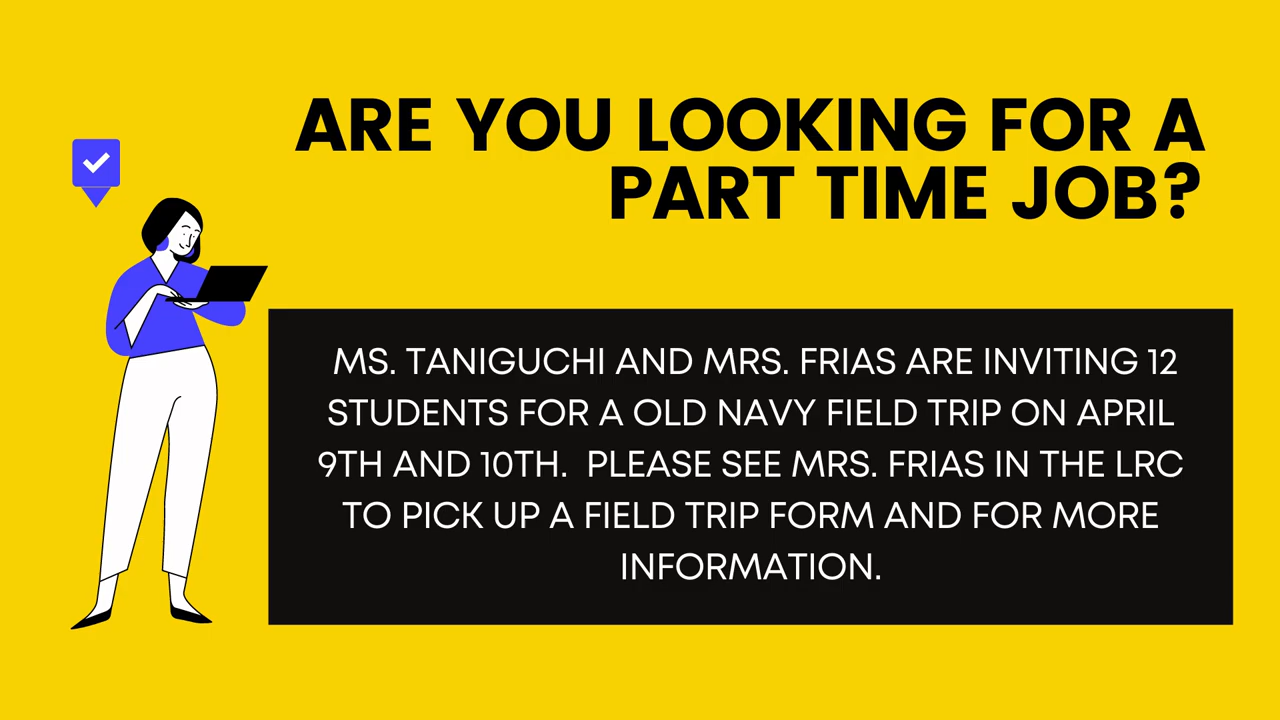 ARE YOU LOOKING FOR A
PART TIME JOB?
MS. TANIGUCHI AND MRS. FRIAS ARE INVITING 12
STUDENTS FOR A OLD NAVY FIELD TRIP ON APRIL
9TH AND 10TH.  PLEASE SEE MRS. FRIAS IN THE LRC
TO PICK UP A FIELD TRIP FORM AND FOR MORE
INFORMATION.